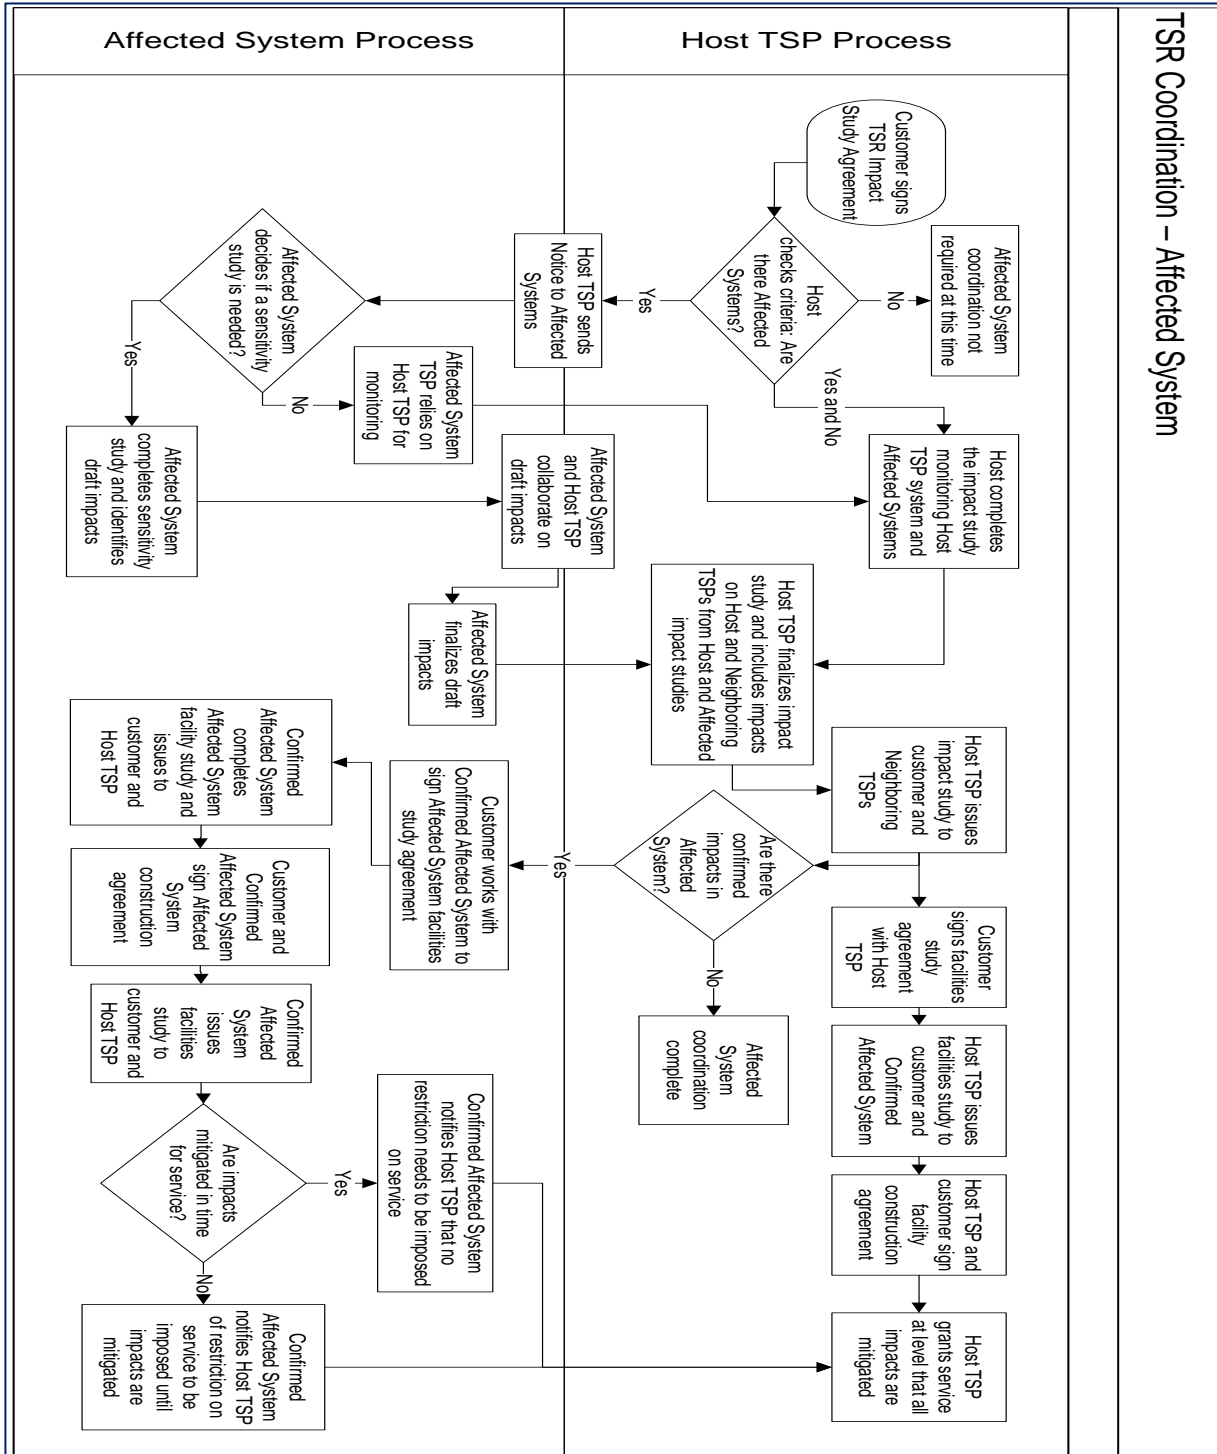 TSR Coordination – Affected System
Affected System Process
Host TSP Process
Customer signs
TSR Impact
Study Agreement
Host
checks criteria: Are
there Affected
Systems?
No
Affected System
coordination not
required at this time
Yes
Yes and No
Host TSP sends
Notice to Affected
Systems
Affected System
decides if a sensitivity
study is needed?
No
Affected System
TSP relies on
Host TSP for
monitoring
Yes
Affected System
completes sensitivity
study and identifies
draft impacts
Host completes
the impact study
monitoring Host
TSP system and
Affected Systems
Affected System
and Host TSP
collaborate on
draft impacts
Affected System
finalizes draft
impacts
Host TSP finalizes impact
study and includes impacts
on Host and Neighboring
TSPs from Host and Affected
impact studies
Host TSP issues
impact study to
customer and
Neighboring
TSPs
Are there
confirmed
impacts in
Affected
System?
No
Affected
System
coordination
complete
Yes
Customer works with
Confirmed Affected System to
sign Affected System facilities
study agreement
Confirmed
Affected System
completes
Affected System
facility study and
issues to
customer and
Host TSP
Customer and
Confirmed
Affected System
sign Affected
System
construction
agreement
Confirmed
Affected
System
issues
facilities
study to
customer and
Host TSP
Are impacts
mitigated in time
for service?
Yes
Confirmed Affected System
notifies Host TSP that no
restriction needs to be imposed
on service
No
Confirmed
Affected System
notifies Host TSP
of restriction on
service to be
imposed until
impacts are
mitigated
Customer
signs facilities
study
agreement
with Host
TSP
Host TSP issues
facilities study to
customer and
Confirmed
Affected System
Host TSP and
customer sign
facility
construction
agreement
Host TSP
grants service
at level that all
impacts are
mitigated